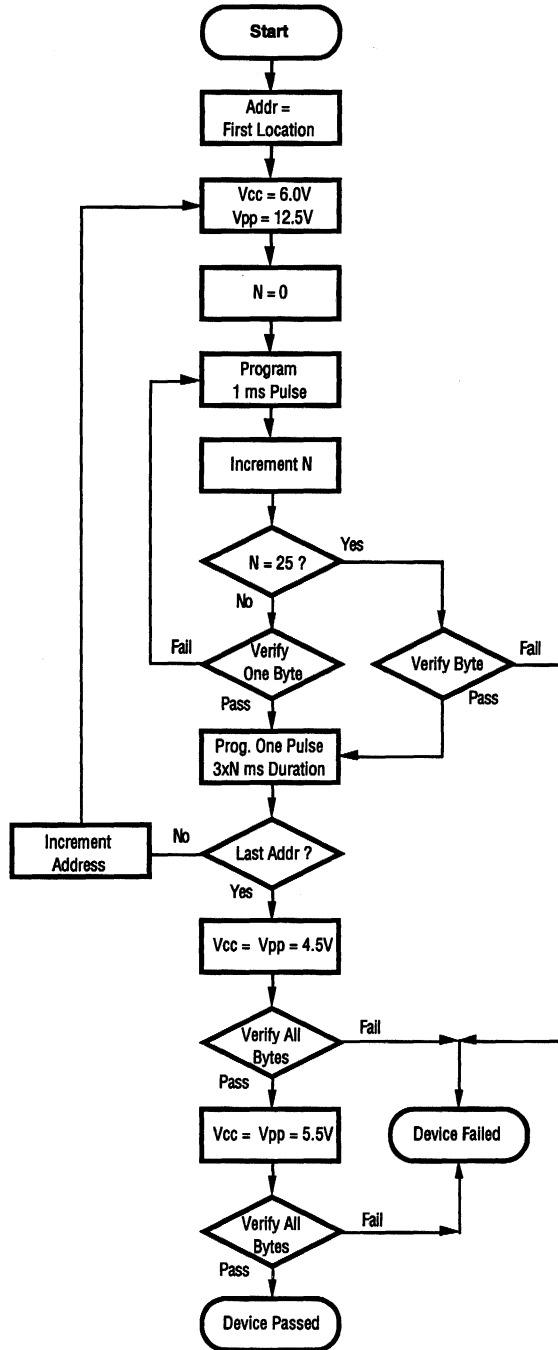 Start
Addr =
First Location
Vcc = 6.0V
Vpp = 12.5V
N = 0
Program
1 ms Pulse
Increment N
N = 25 ?
Yes
No
Verify
One Byte
Fail
Pass
Verify Byte
Fail
Pass
Prog. One Pulse
3xN ms Duration
Last Addr ?
No
Increment
Address
Yes
Vcc = Vpp = 4.5V
Verify All
Bytes
Fail
Pass
Vcc = Vpp = 5.5V
Device Failed
Verify All
Bytes
Fail
Pass
Device Passed